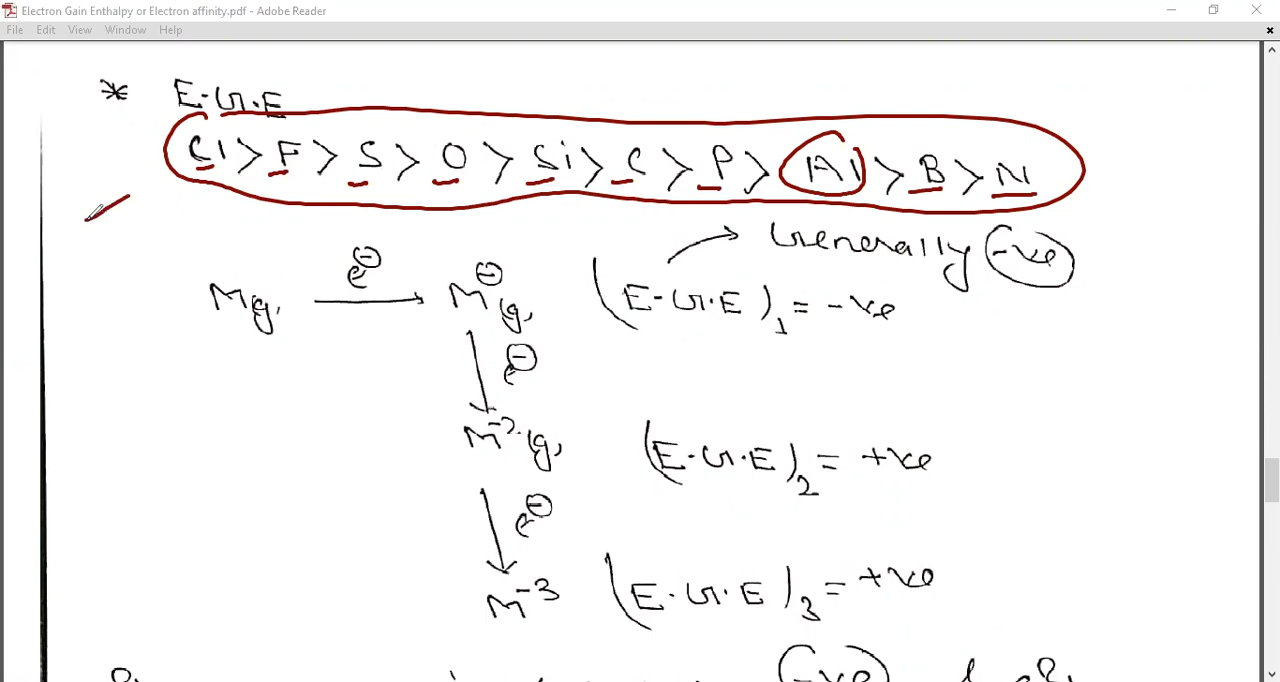 Electron Gain Enthalpy or Electron affinity.pdf - Adobe Reader
File Edit View Window Help
* E.G.E
Cl > F > S > O > Si > C > P > Al > B > N
Generally -ve
M(g) e⊖ M⊖(g) (E.G.E)₁ = -ve
e⊖
M⁻²(g) (E.G.E)₂ = +ve
e⊖
M⁻³ (E.G.E)₃ = +ve